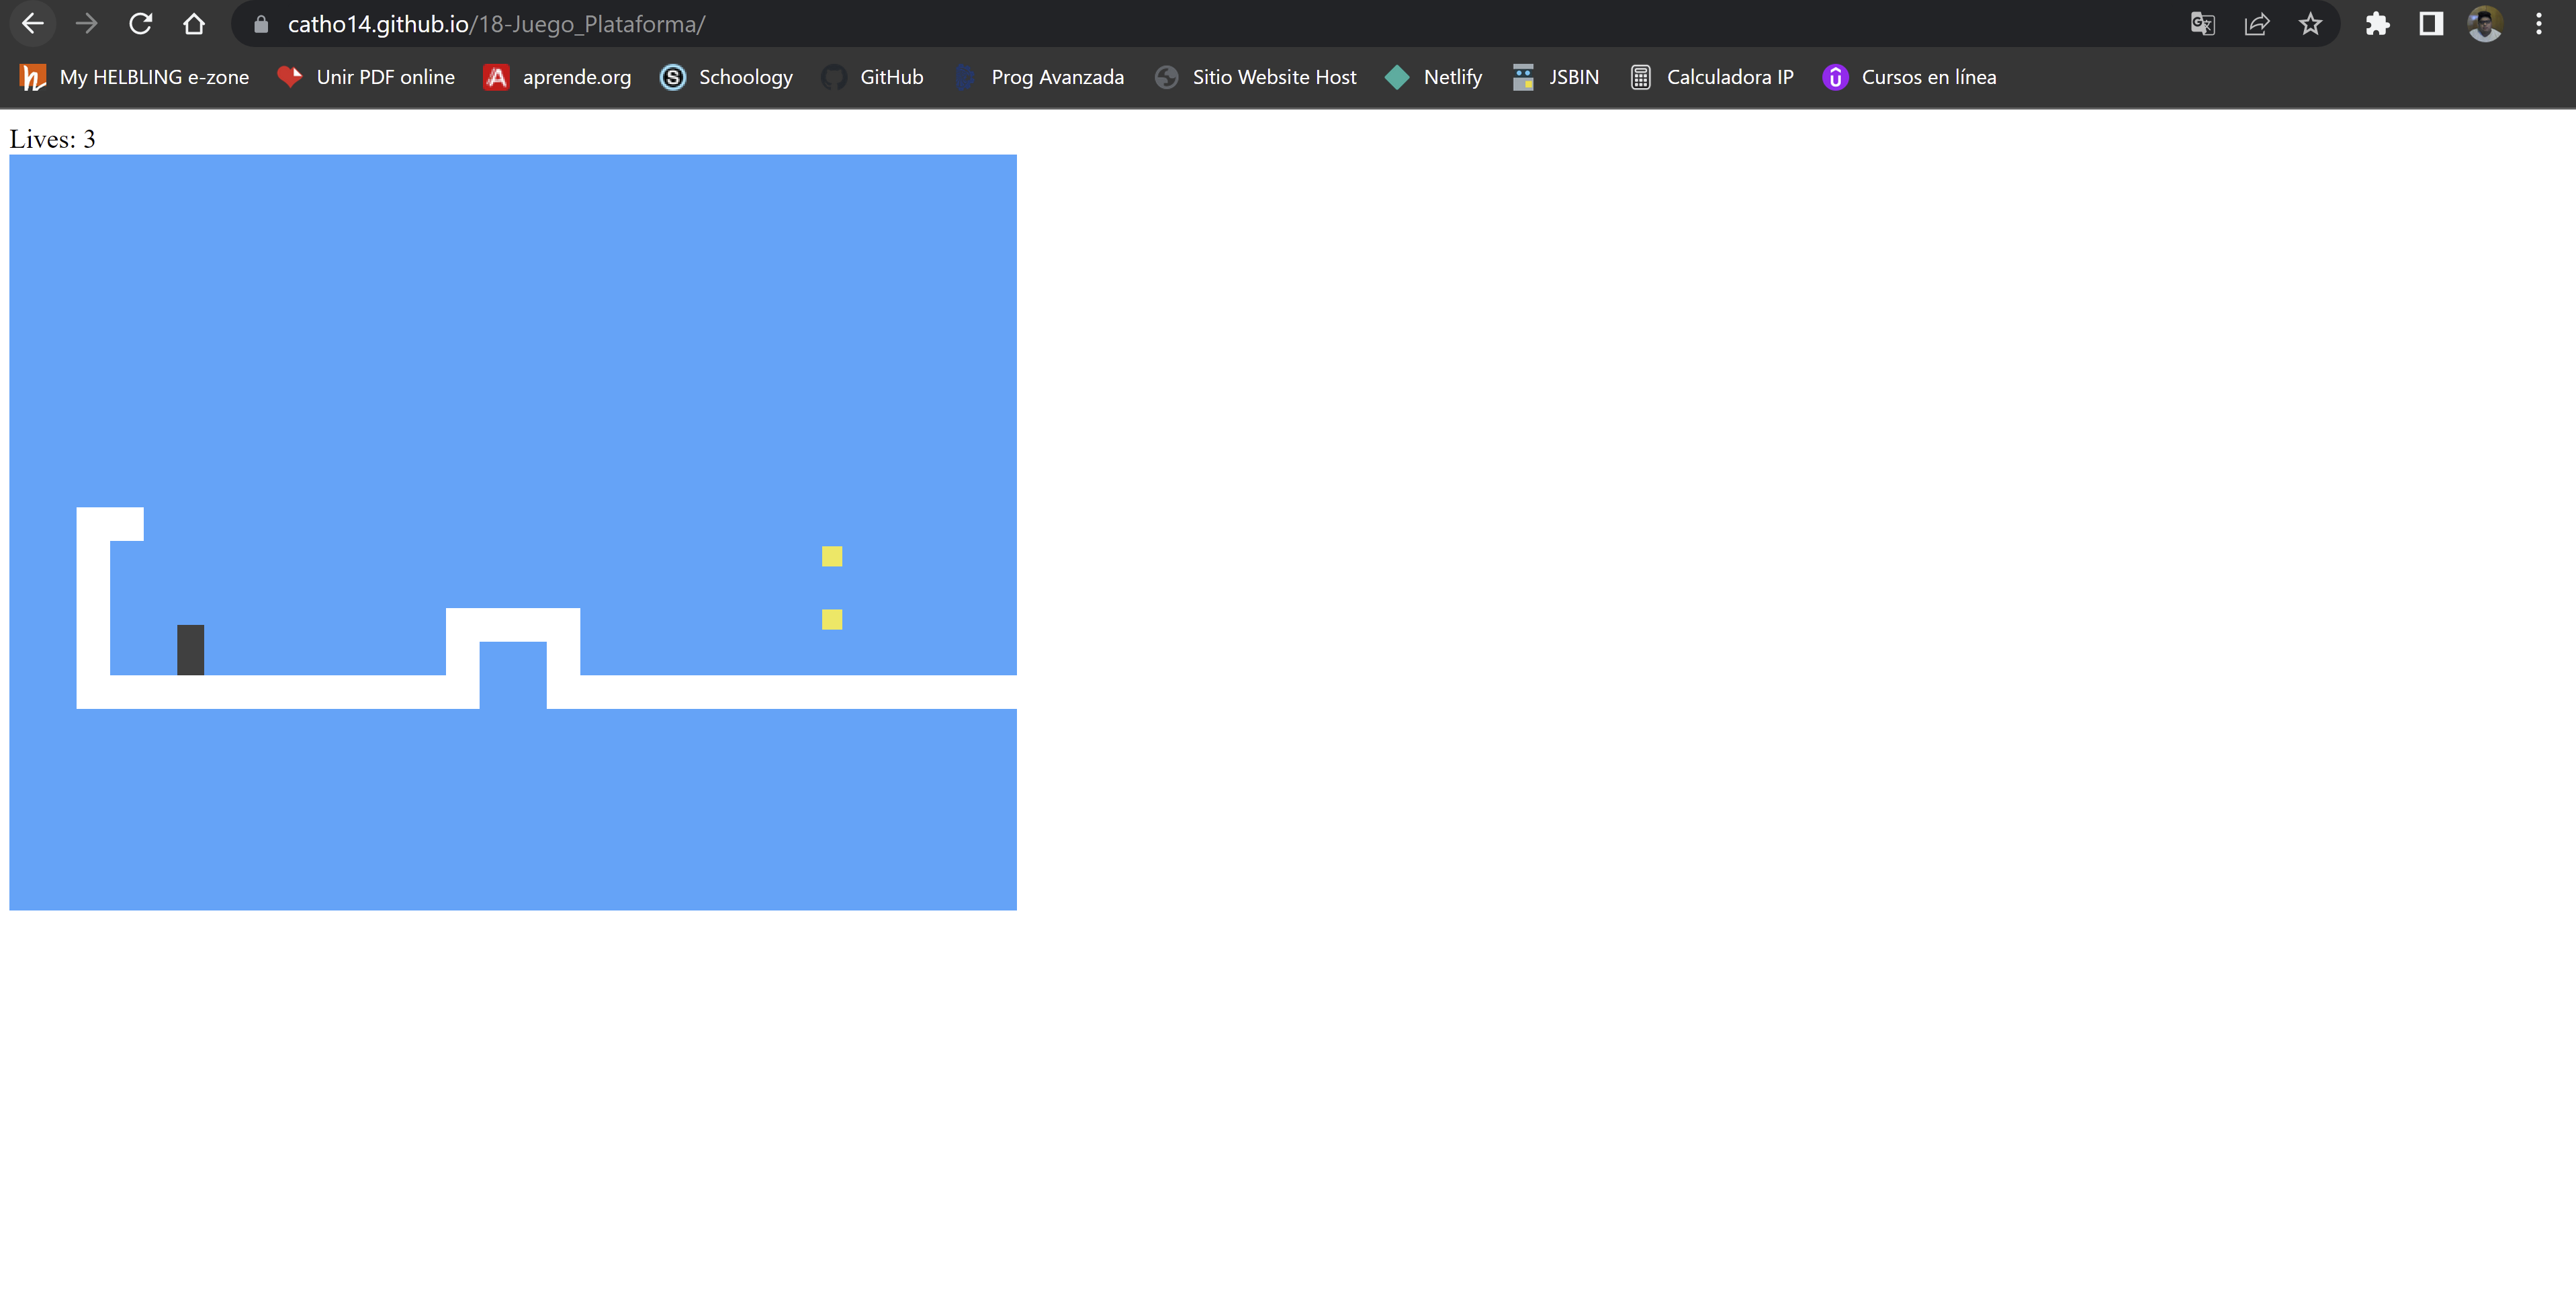 catho14.github.io/18-Juego_Plataforma/
My HELBLING e-zone Unir PDF online aprende.org Schoology GitHub Prog Avanzada Sitio Website Host Netlify JSBIN Calculadora IP Cursos en línea
Lives: 3